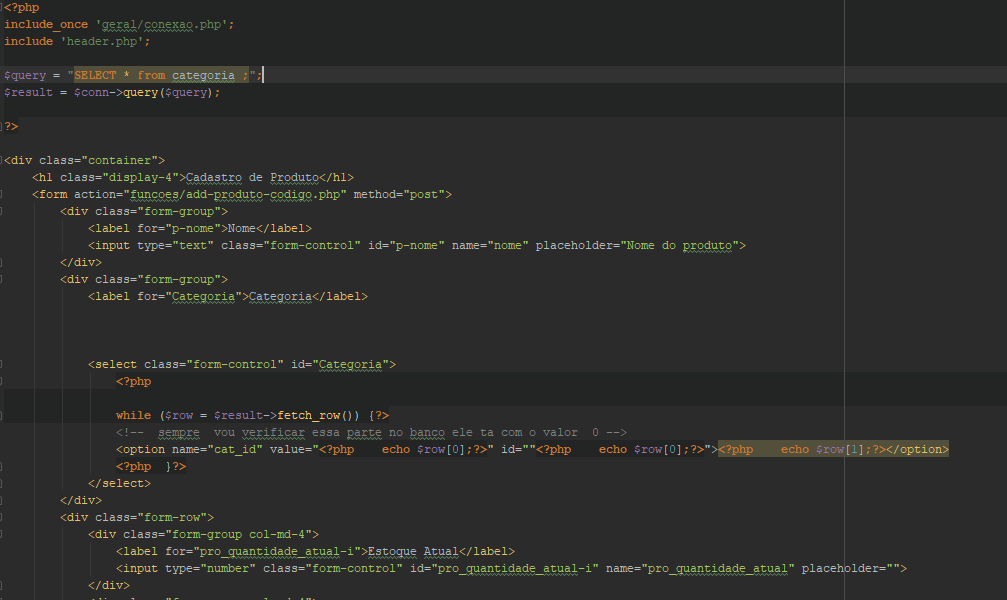 <?php
include_once 'geral/conexao.php';
include 'header.php';
$query = "SELECT * from categoria ;";
$result = $conn->query($query);
?>
<div class="container">
<h1 class="display-4">Cadastro de Produto</h1>
<form action="funcoes/add-produto-codigo.php" method="post">
<div class="form-group">
<label for="p-nome">Nome</label>
<input type="text" class="form-control" id="p-nome" name="nome" placeholder="Nome do produto">
</div>
<div class="form-group">
<label for="Categoria">Categoria</label>
<select class="form-control" id="Categoria">
<?php
while ($row = $result->fetch_row()) {?>
<!-- sempre vou verificar essa parte no banco ele ta com o valor 0 -->
<option name="cat_id" value="<?php echo $row[0];?>" id=""<?php echo $row[0];?>"><?php echo $row[1];?></option>
<?php }?>
</select>
</div>
<div class="form-row">
<div class="form-group col-md-4">
<label for="pro_quantidade_atual-i">Estoque Atual</label>
<input type="number" class="form-control" id="pro_quantidade_atual-i" name="pro_quantidade_atual" placeholder="">
</div>